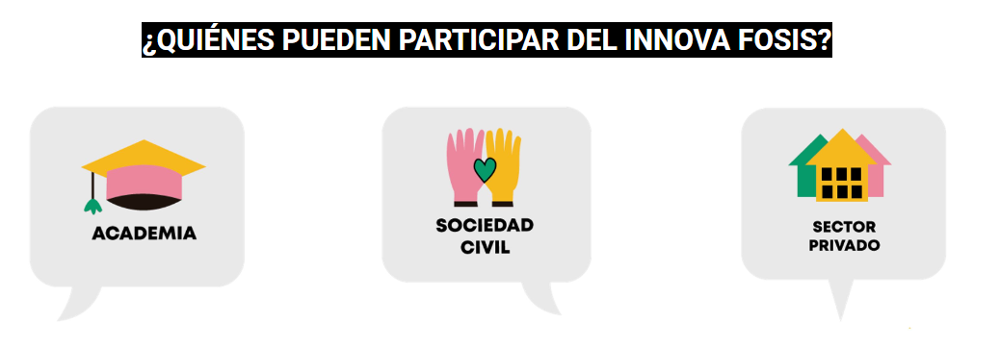 ¿QUIÉNES PUEDEN PARTICIPAR DEL INNOVA FOSIS?
ACADEMIA
SOCIEDAD
CIVIL
SECTOR
PRIVADO